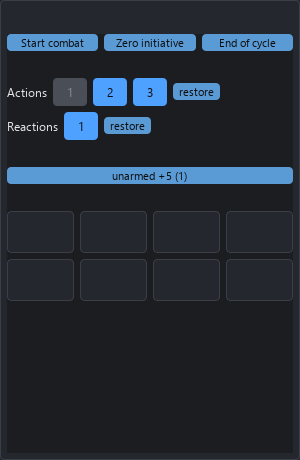 Start combat Zero initiative End of cycle
Actions 1 2 3 restore
Reactions 1 restore
unarmed +5 (1)